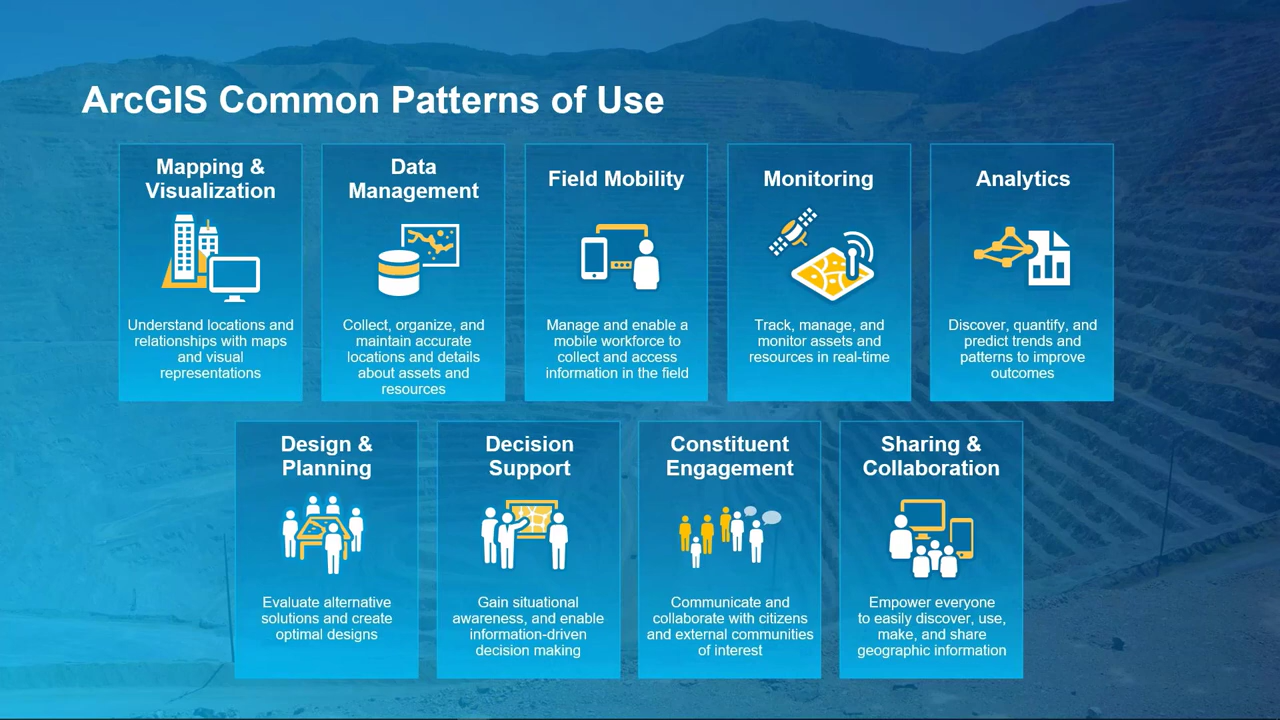 ArcGIS Common Patterns of Use
Mapping &
Visualization
Understand locations and
relationships with maps
and visual
representations
Data
Management
Collect, organize, and
maintain accurate
locations and details
about assets and
resources
Field Mobility
Manage and enable a
mobile workforce to
collect and access
information in the field
Monitoring
Track, manage, and
monitor assets and
resources in real-time
Analytics
Discover, quantify, and
predict trends and
patterns to improve
outcomes
Design &
Planning
Evaluate alternative
solutions and create
optimal designs
Decision
Support
Gain situational
awareness, and enable
information-driven
decision making
Constituent
Engagement
Communicate and
collaborate with citizens
and external communities
of interest
Sharing &
Collaboration
Empower everyone
to easily discover, use,
make, and share
geographic information